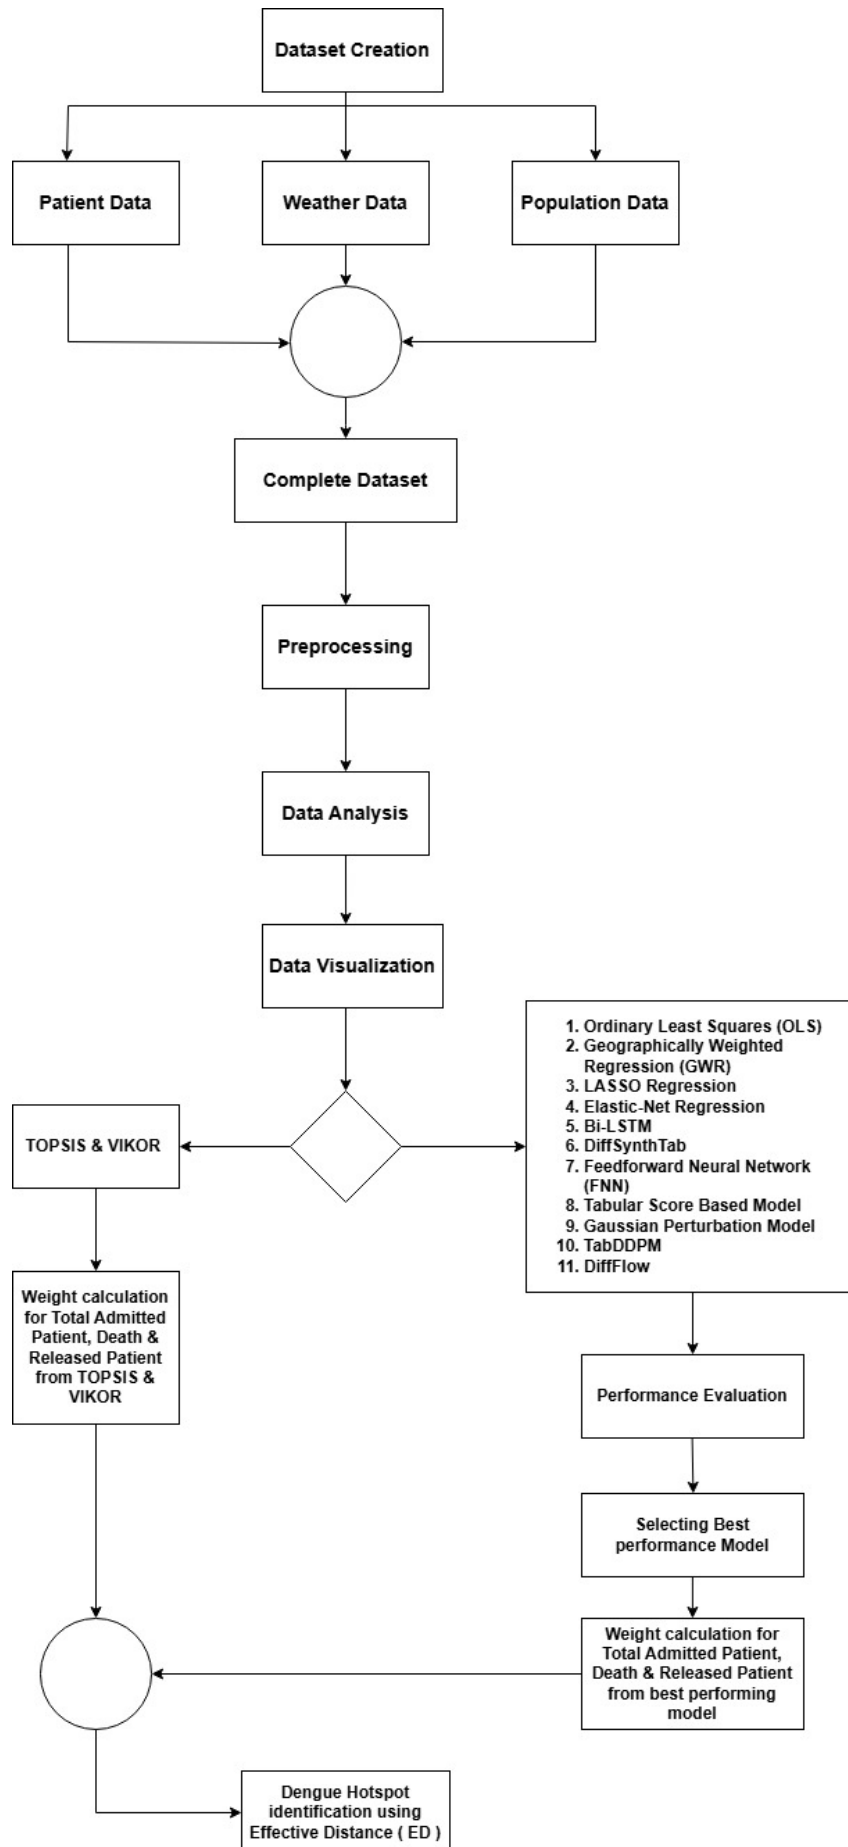 Dataset Creation
Patient Data
Weather Data
Population Data
Complete Dataset
Preprocessing
Data Analysis
Data Visualization
1. Ordinary Least Squares (OLS)
2. Geographically Weighted
Regression (GWR)
3. LASSO Regression
4. Elastic-Net Regression
5. Bi-LSTM
6. DiffSynthTab
7. Feedforward Neural Network
(FNN)
8. Tabular Score Based Model
9. Gaussian Perturbation Model
10. TabDDPM
11. DiffFlow
TOPSIS & VIKOR
Weight calculation
for Total Admitted
Patient, Death &
Released Patient
from TOPSIS &
VIKOR
Performance Evaluation
Selecting Best
performance Model
Weight calculation for
Total Admitted Patient,
Death & Released Patient
from best performing
model
Dengue Hotspot
identification using
Effective Distance ( ED )